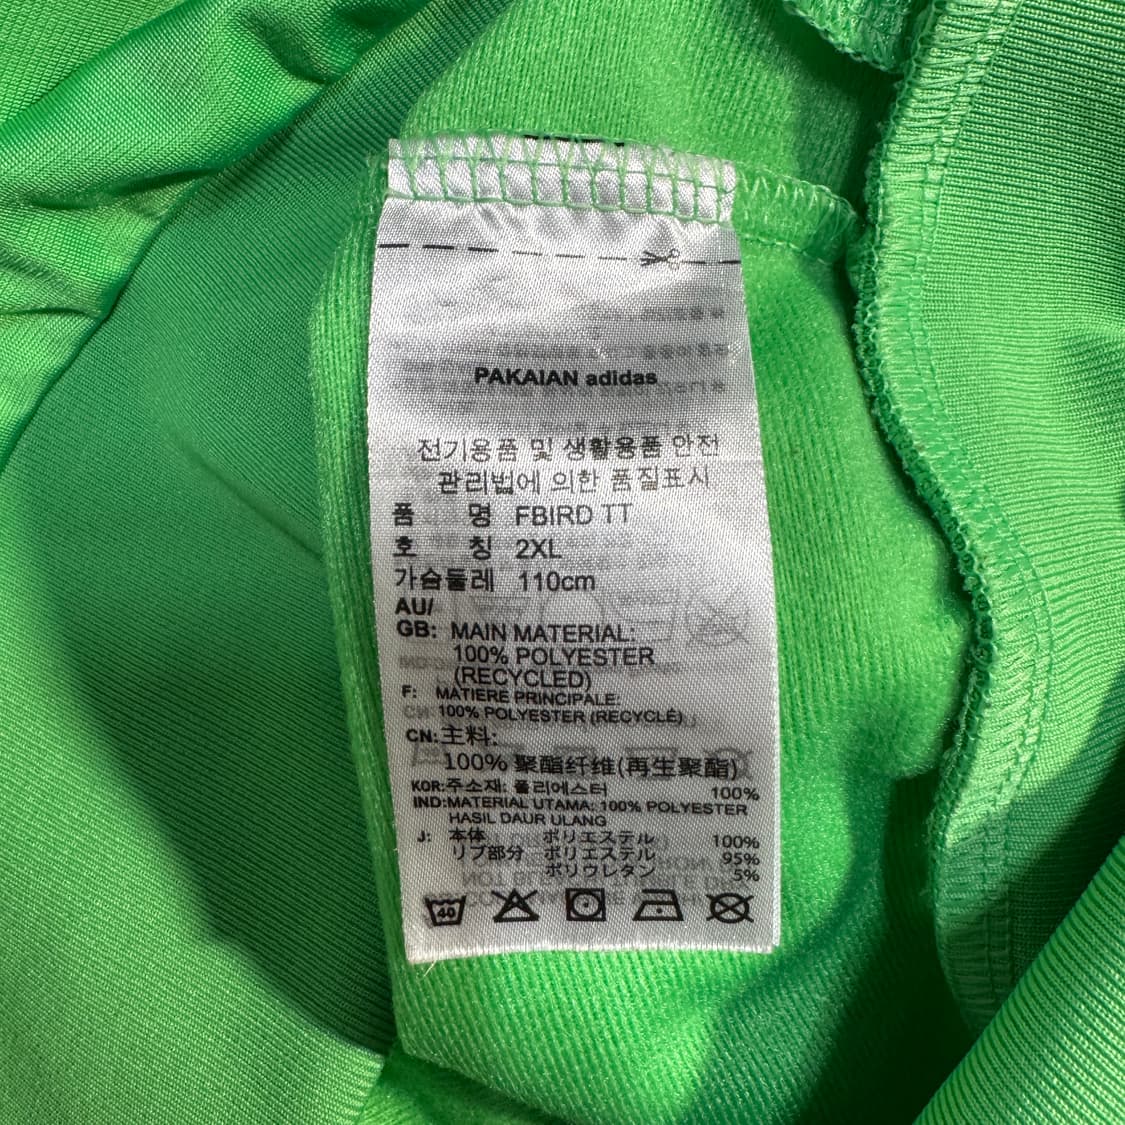 PAKAIAN adidas
전기용품 및 생활용품 안전
관리법에 의한 품질표시
품 명 FBIRD TT
호 칭 2XL
가슴둘레 110cm
AU/
GB: MAIN MATERIAL:
100% POLYESTER
(RECYCLED)
F: MATIERE PRINCIPALE:
100% POLYESTER (RECYCLÉ)
CN: 主料:
100% 聚酯纤维(再生聚酯)
KOR: 주소재: 폴리에스터 100%
IND: MATERIAL UTAMA: 100% POLYESTER
HASIL DAUR ULANG
J: 本体 ポリエステル 100%
リブ部分 ポリエステル 95%
ポリウレタン 5%
40